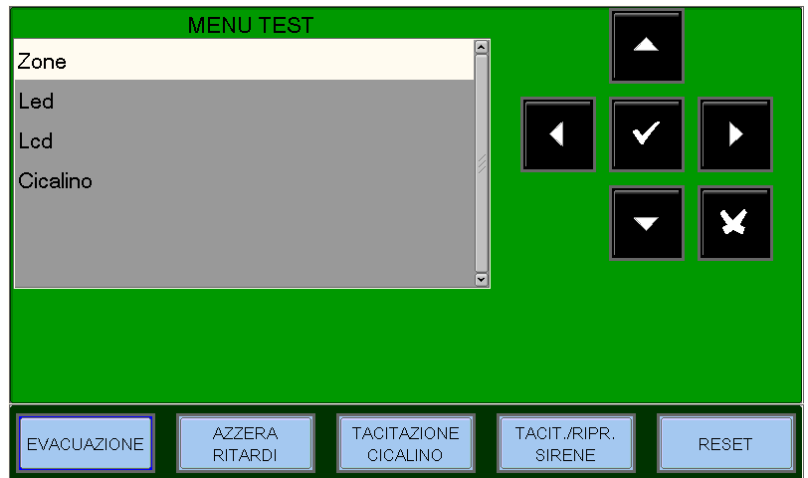 MENU TEST
Zone
Led
Lcd
Cicalino
EVACUAZIONE
AZZERA
RITARDI
TACITAZIONE
CICALINO
TACIT./RIPR.
SIRENE
RESET